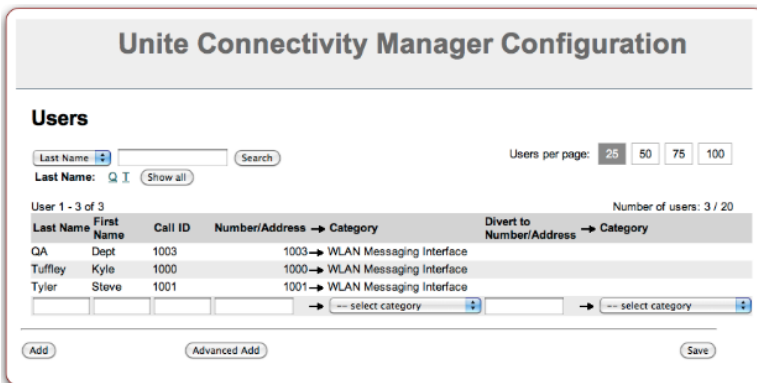 Unite Connectivity Manager Configuration
Users
Last Name Search Users per page: 25 50 75 100
Last Name: Q T Show all
User 1 - 3 of 3 Number of users: 3 / 20
Last Name First Name Call ID Number/Address → Category Divert to Number/Address → Category
QA Dept 1003 1003→ WLAN Messaging Interface
Tuffley Kyle 1000 1000→ WLAN Messaging Interface
Tyler Steve 1001 1001→ WLAN Messaging Interface
→ -- select category → -- select category
Add Advanced Add Save